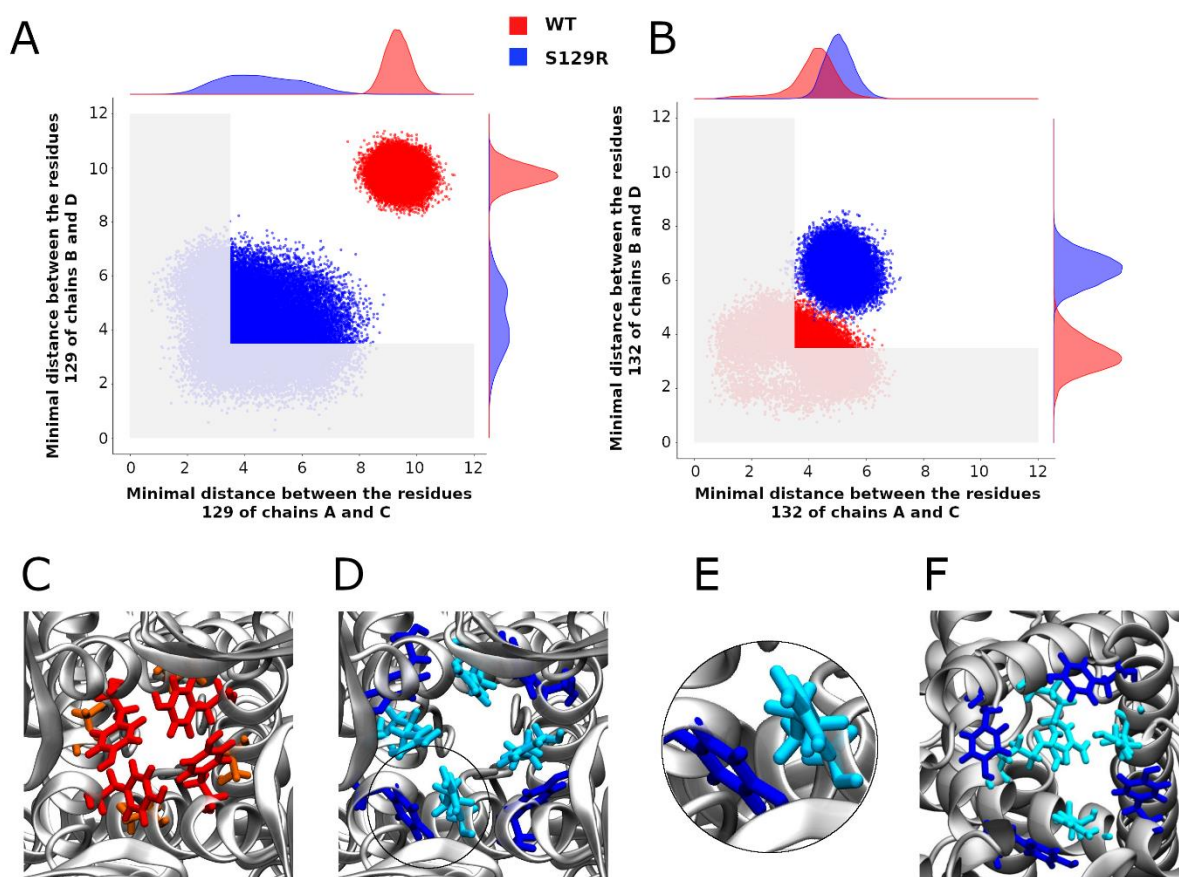 A
WT
S129R
B
Minimal distance between the residues
129 of chains B and D
12
10
8
6
4
2
0
0 2 4 6 8 10 12
Minimal distance between the residues
129 of chains A and C
Minimal distance between the residues
132 of chains B and D
12
10
8
6
4
2
0
0 2 4 6 8 10 12
Minimal distance between the residues
132 of chains A and C
C
D
E
F